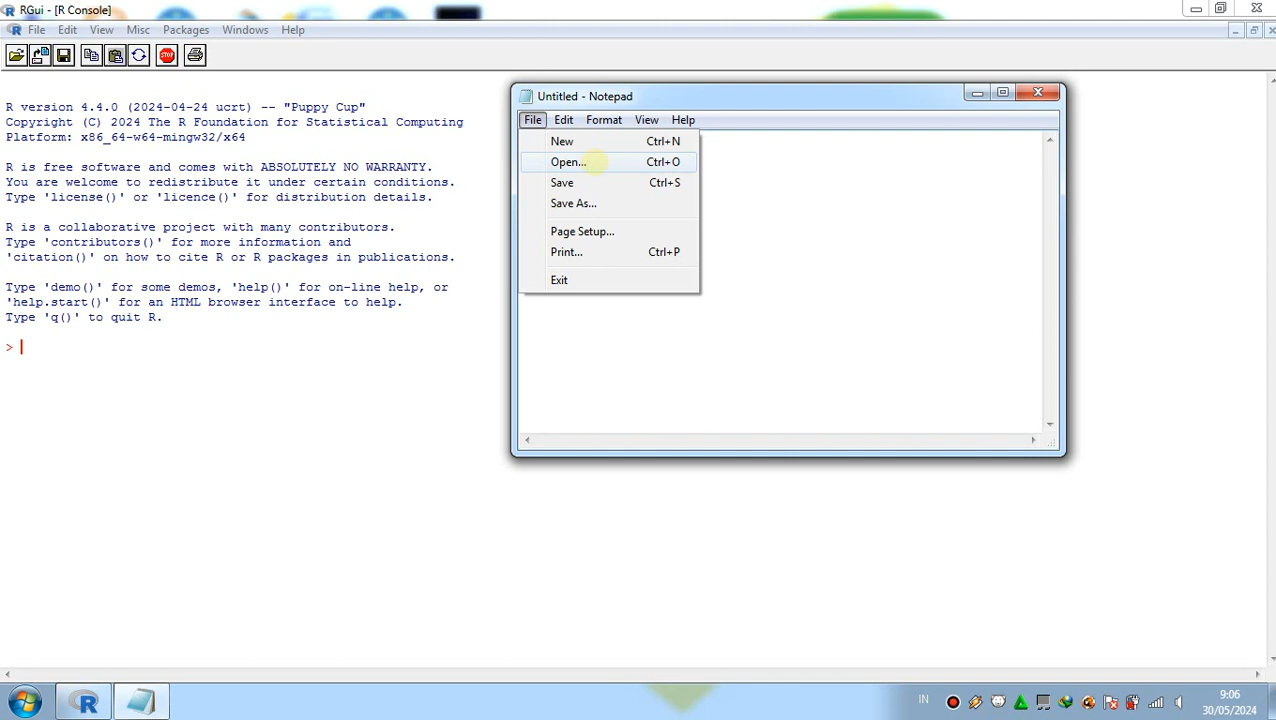 RGui - [R Console]
File Edit View Misc Packages Windows Help
STOP
R version 4.4.0 (2024-04-24 ucrt) -- "Puppy Cup"
Copyright (C) 2024 The R Foundation for Statistical Computing
Platform: x86_64-w64-mingw32/x64
R is free software and comes with ABSOLUTELY NO WARRANTY.
You are welcome to redistribute it under certain conditions.
Type 'license()' or 'licence()' for distribution details.
R is a collaborative project with many contributors.
Type 'contributors()' for more information and
'citation()' on how to cite R or R packages in publications.
Type 'demo()' for some demos, 'help()' for on-line help, or
'help.start()' for an HTML browser interface to help.
Type 'q()' to quit R.
>
Untitled - Notepad
File Edit Format View Help
New Ctrl+N
Open... Ctrl+O
Save Ctrl+S
Save As...
Page Setup...
Print... Ctrl+P
Exit
IN
9:06
30/05/2024